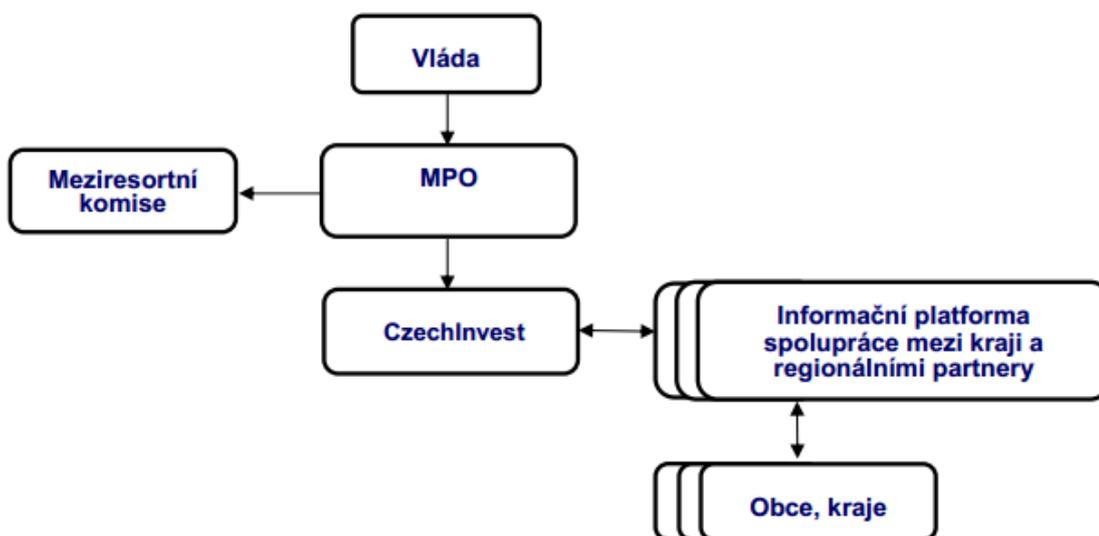 Vláda
MPO
Meziresortní
komise
CzechInvest
Informační platforma
spolupráce mezi kraji a
regionálními partnery
Obce, kraje